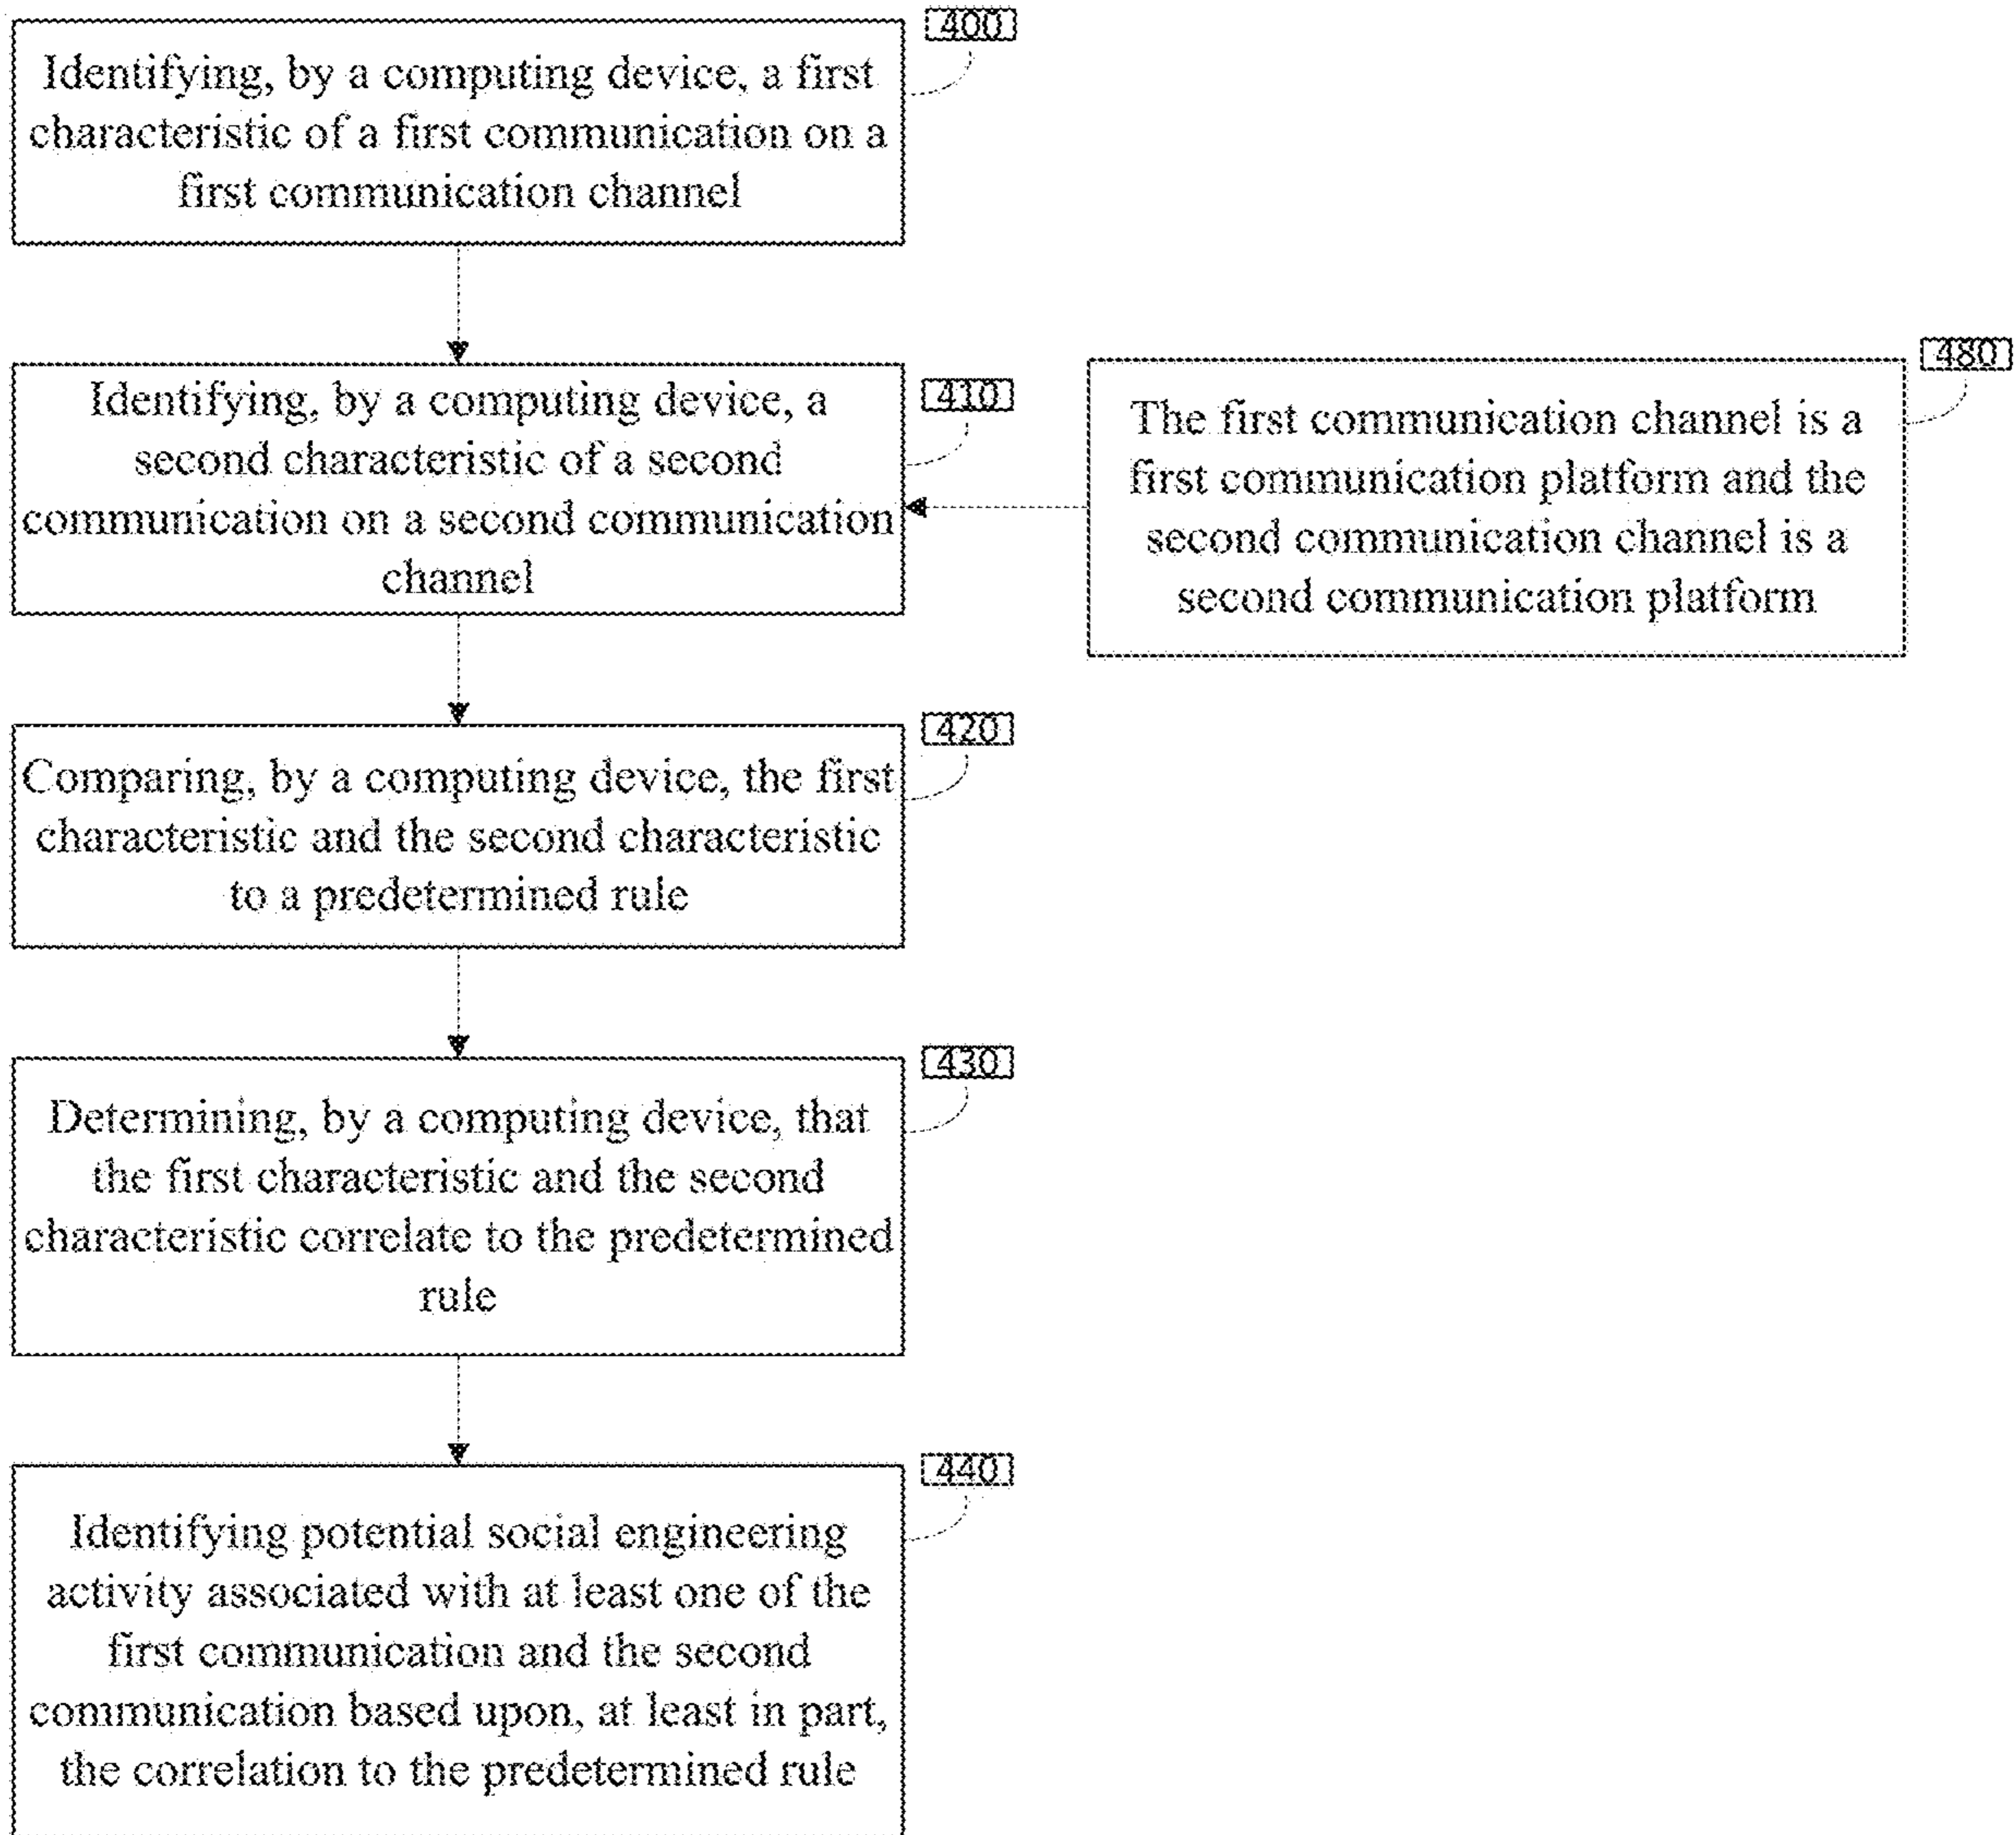 400
Identifying, by a computing device, a first
characteristic of a first communication on a
first communication channel
410
Identifying, by a computing device, a
second characteristic of a second
communication on a second communication
channel
480
The first communication channel is a
first communication platform and the
second communication channel is a
second communication platform
420
Comparing, by a computing device, the first
characteristic and the second characteristic
to a predetermined rule
430
Determining, by a computing device, that
the first characteristic and the second
characteristic correlate to the predetermined
rule
440
Identifying potential social engineering
activity associated with at least one of the
first communication and the second
communication based upon, at least in part,
the correlation to the predetermined rule